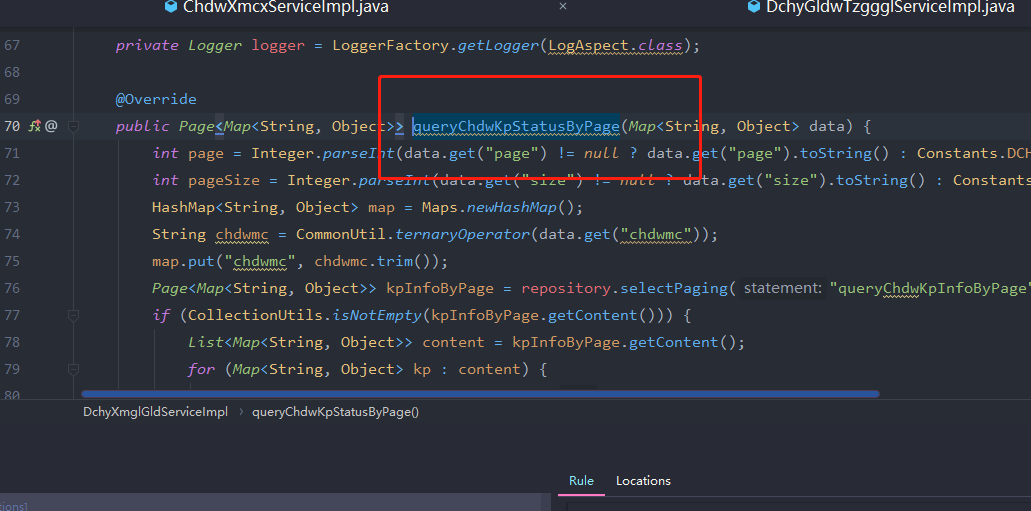 ChdwXmcxServiceImpl.java × DchyGldwTzggglServiceImpl.java
67 private Logger logger = LoggerFactory.getLogger(LogAspect.class);
68
69 @Override
70 public Page<Map<String, Object>> queryChdwKpStatusByPage(Map<String, Object> data) {
71 int page = Integer.parseInt(data.get("page") != null ? data.get("page").toString() : Constants.DCH
72 int pageSize = Integer.parseInt(data.get("size") != null ? data.get("size").toString() : Constants
73 HashMap<String, Object> map = Maps.newHashMap();
74 String chdwmc = CommonUtil.ternaryOperator(data.get("chdwmc"));
75 map.put("chdwmc", chdwmc.trim());
76 Page<Map<String, Object>> kpInfoByPage = repository.selectPaging( statement: "queryChdwKpInfoByPage"
77 if (CollectionUtils.isNotEmpty(kpInfoByPage.getContent())) {
78 List<Map<String, Object>> content = kpInfoByPage.getContent();
79 for (Map<String, Object> kp : content) {
80
DchyXmglGldServiceImpl › queryChdwKpStatusByPage()
Rule Locations
tions]